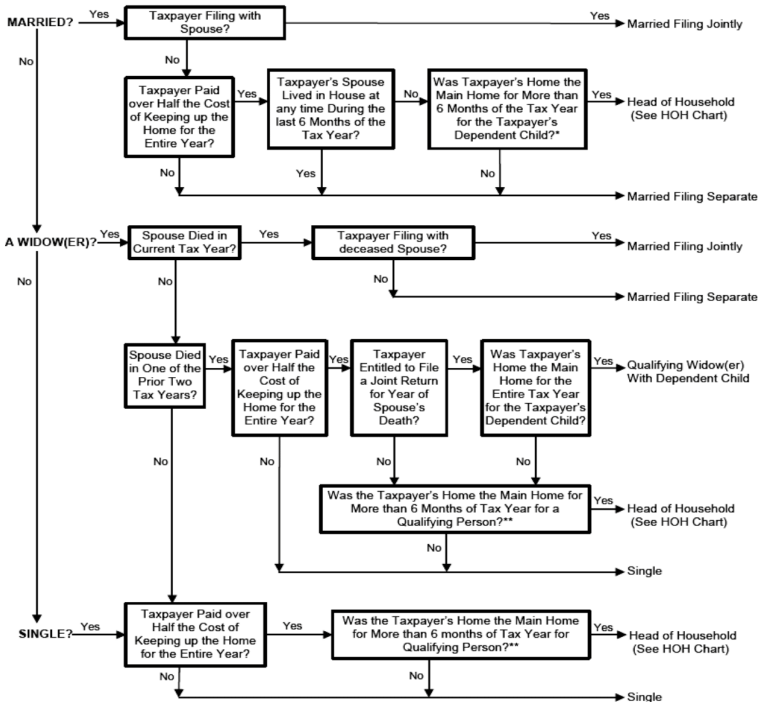 MARRIED?
Yes
Taxpayer Filing with
Spouse?
Yes
Married Filing Jointly
No
No
Taxpayer Paid
over Half the Cost
of Keeping up the
Home for the
Entire Year?
Yes
Taxpayer's Spouse
Lived in House at
any time During the
last 6 Months of the
Tax Year?
No
Was Taxpayer's Home the
Main Home for More than
6 Months of the Tax Year
for the Taxpayer's
Dependent Child?*
Yes
Head of Household
(See HOH Chart)
No
Yes
No
Married Filing Separate
A WIDOW(ER)?
Yes
Spouse Died in
Current Tax Year?
Yes
Taxpayer Filing with
deceased Spouse?
Yes
Married Filing Jointly
No
No
No
Married Filing Separate
Spouse Died
in One of the
Prior Two
Tax Years?
Yes
Taxpayer Paid
over Half the
Cost of
Keeping up the
Home for the
Entire Year?
Yes
Taxpayer
Entitled to File
a Joint Return
for Year of
Spouse's
Death?
Yes
Was Taxpayer's
Home the Main
Home for the
Entire Tax Year
for the Taxpayer's
Dependent Child?
Yes
Qualifying Widow(er)
With Dependent Child
No
No
No
No
Was the Taxpayer's Home the Main Home for
More than 6 Months of Tax Year for a
Qualifying Person?**
Yes
Head of Household
(See HOH Chart)
No
Single
SINGLE?
Yes
Taxpayer Paid over
Half the Cost of
Keeping up the Home
for the Entire Year?
Yes
Was the Taxpayer's Home the Main Home
for More than 6 months of Tax Year for
Qualifying Person?**
Yes
Head of Household
(See HOH Chart)
No
No
Single